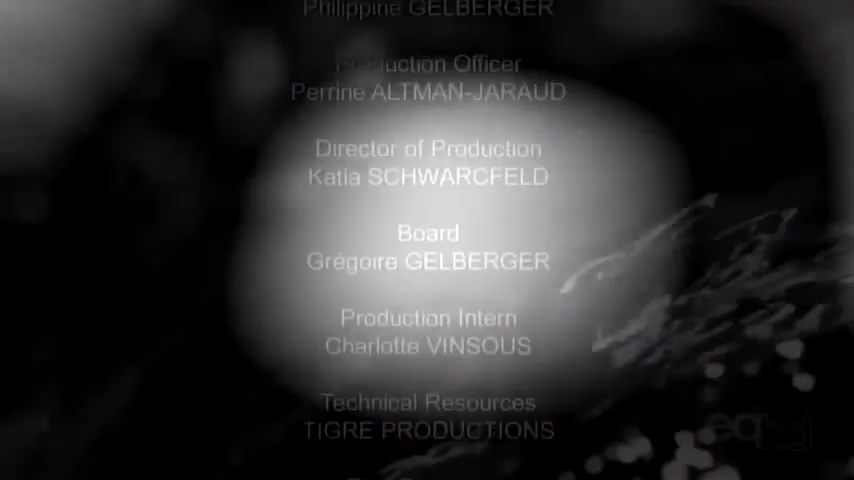 Philippine GELBERGER
Production Officer
Perrine ALTMAN-JARAUD
Director of Production
Katia SCHWARCFELD
Board
Grégoire GELBERGER
Production Intern
Charlotte VINSOUS
Technical Resources
TIGRE PRODUCTIONS
eqhd